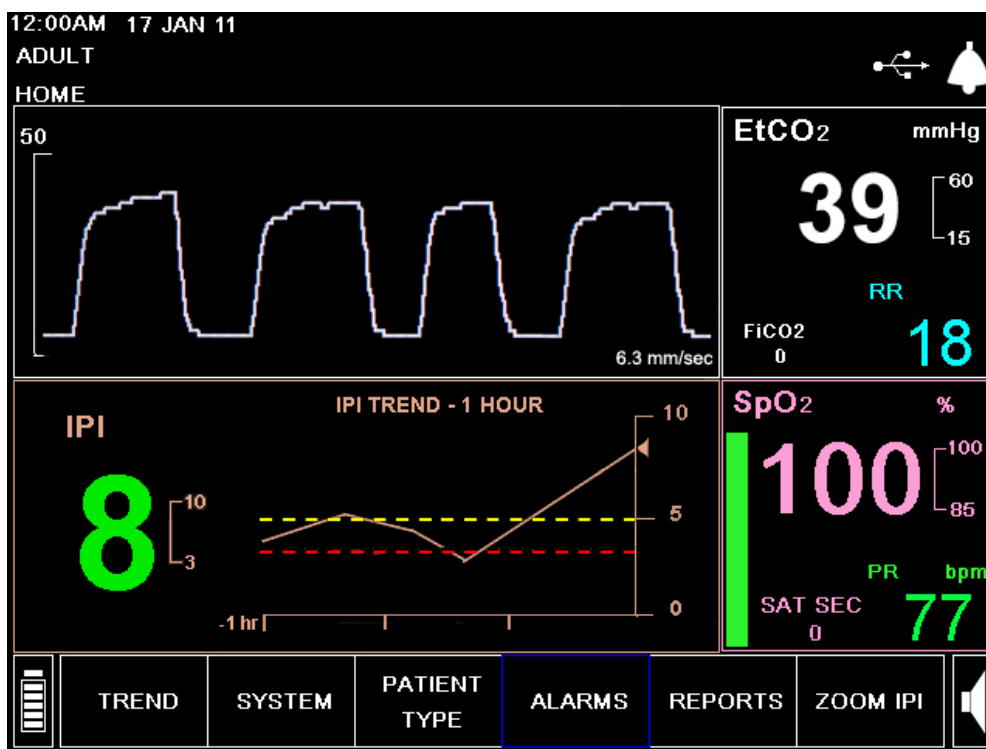 12:00AM 17 JAN 11
ADULT
HOME
50
6.3 mm/sec
EtCO2 mmHg
39
60
15
RR
FiCO2
18
0
IPI
IPI TREND - 1 HOUR
10
8
10
3
5
0
-1 hr
SpO2 %
100
100
85
PR bpm
SAT SEC
77
0
TREND
SYSTEM
PATIENT
TYPE
ALARMS
REPORTS
ZOOM IPI